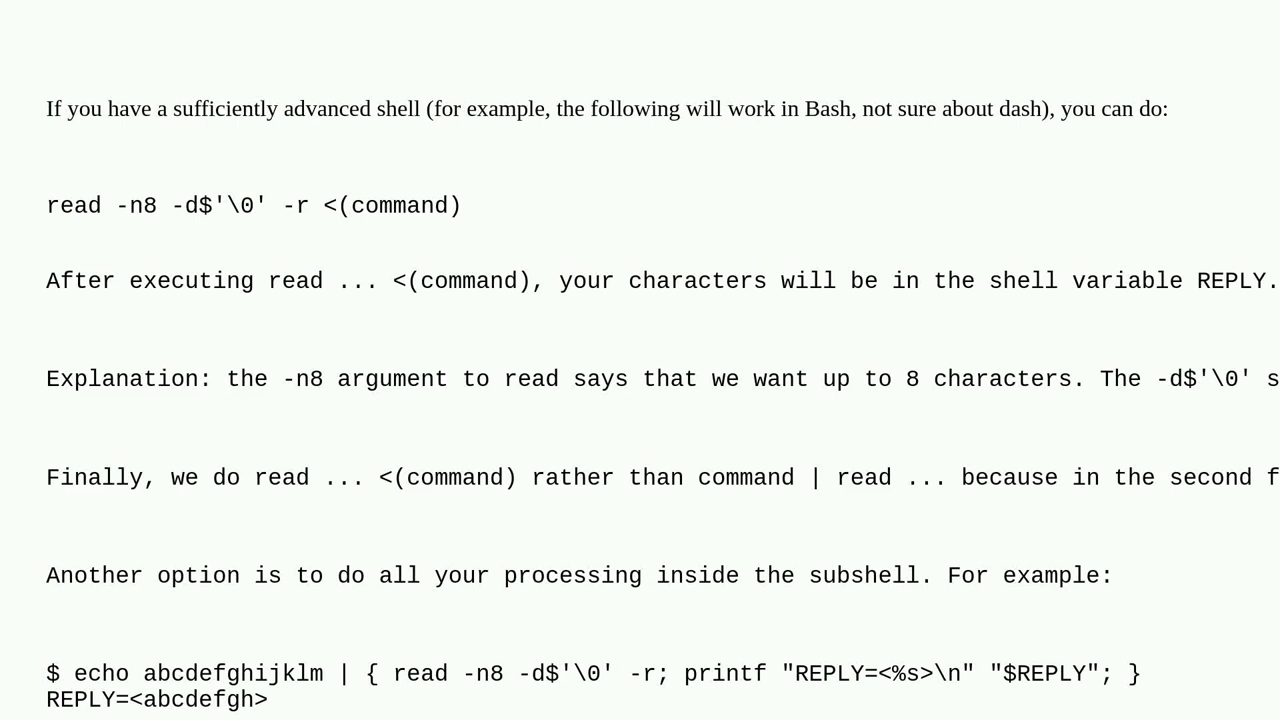 If you have a sufficiently advanced shell (for example, the following will work in Bash, not sure about dash), you can do:
read -n8 -d$'\0' -r <(command)
After executing read ... <(command), your characters will be in the shell variable REPLY.
Explanation: the -n8 argument to read says that we want up to 8 characters. The -d$'\0' s
Finally, we do read ... <(command) rather than command | read ... because in the second f
Another option is to do all your processing inside the subshell. For example:
$ echo abcdefghijklm | { read -n8 -d$'\0' -r; printf "REPLY=<%s>\n" "$REPLY"; }
REPLY=<abcdefgh>